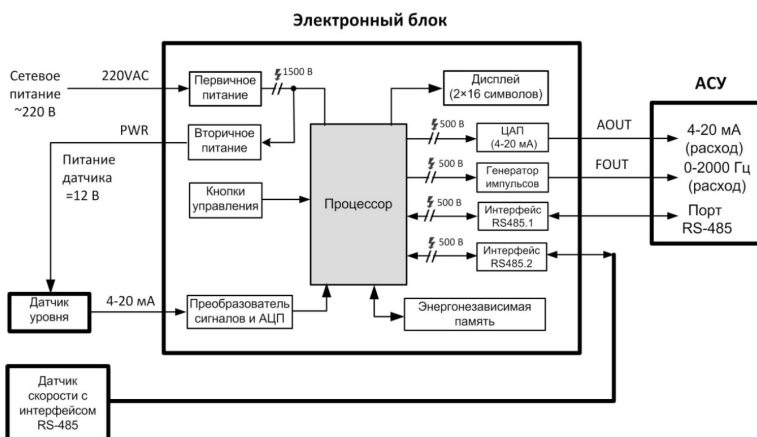 Электронный блок
Сетевое
питание
~220 В
220VAC
Первичное
питание
1500 В
Дисплей
(2×16 символов)
АСУ
PWR
Вторичное
питание
500 В
ЦАП
(4-20 мА)
AOUT
4-20 мА
(расход)
Питание
датчика
=12 В
500 В
Генератор
импульсов
FOUT
0-2000 Гц
(расход)
Кнопки
управления
Процессор
500 В
Интерфейс
RS485.1
Порт
RS-485
500 В
Интерфейс
RS485.2
Датчик
уровня
4-20 мА
Преобразователь
сигналов и АЦП
Энергонезависимая
память
Датчик
скорости с
интерфейсом
RS-485